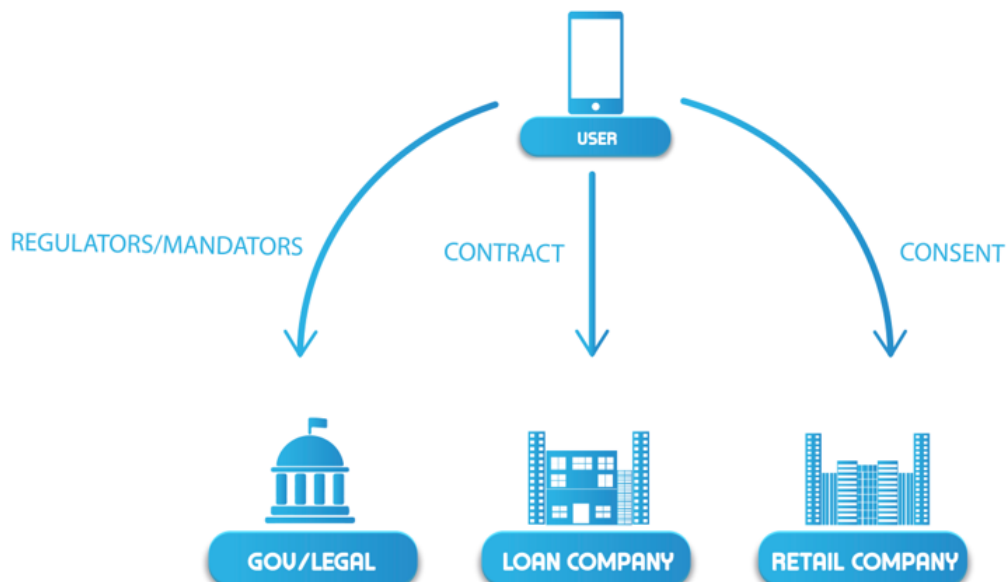 USER
REGULATORS/MANDATORS
CONTRACT
CONSENT
GOV/LEGAL
LOAN COMPANY
RETAIL COMPANY